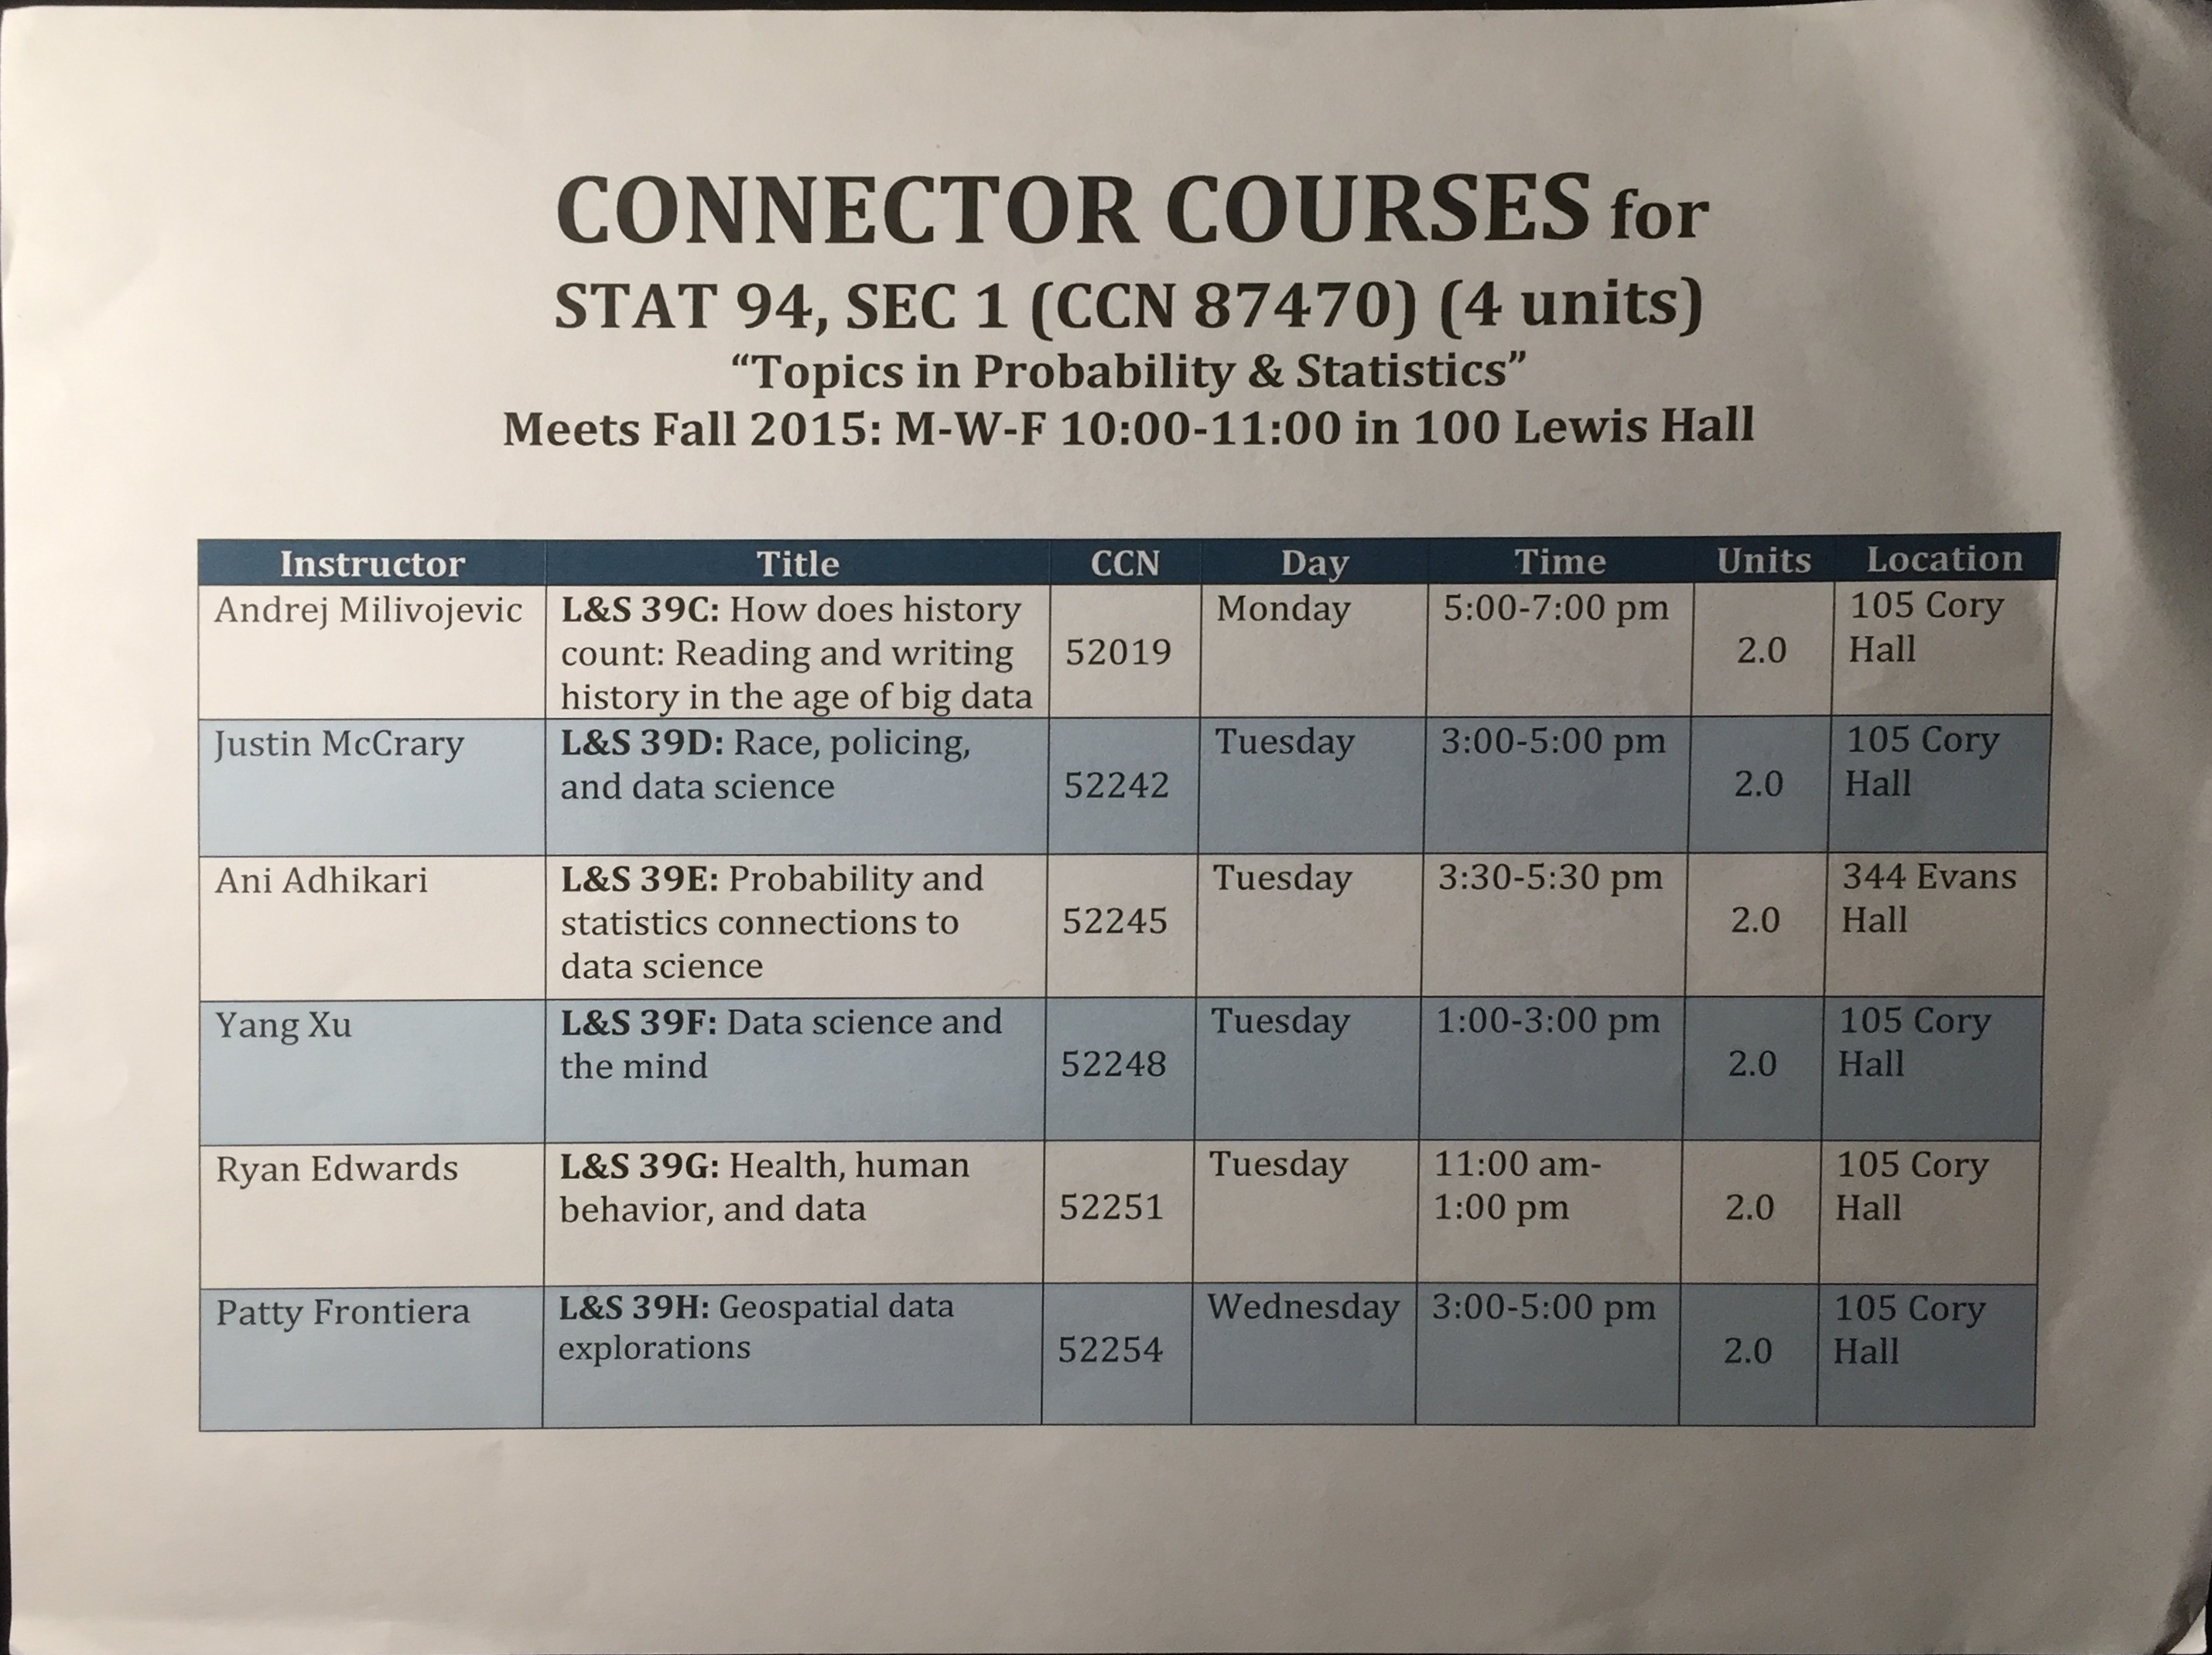 CONNECTOR COURSES for
STAT 94, SEC 1 (CCN 87470) (4 units)
“Topics in Probability & Statistics”
Meets Fall 2015: M-W-F 10:00-11:00 in 100 Lewis Hall
Instructor Title CCN Day Time Units Location
Andrej Milivojevic
L&S 39C: How does history
count: Reading and writing
history in the age of big data
52019
Monday
5:00-7:00 pm
2.0
105 Cory
Hall
Justin McCrary
L&S 39D: Race, policing,
and data science
52242
Tuesday
3:00-5:00 pm
2.0
105 Cory
Hall
Ani Adhikari
L&S 39E: Probability and
statistics connections to
data science
52245
Tuesday
3:30-5:30 pm
2.0
344 Evans
Hall
Yang Xu
L&S 39F: Data science and
the mind
52248
Tuesday
1:00-3:00 pm
2.0
105 Cory
Hall
Ryan Edwards
L&S 39G: Health, human
behavior, and data
52251
Tuesday
11:00 am-
1:00 pm
2.0
105 Cory
Hall
Patty Frontiera
L&S 39H: Geospatial data
explorations
52254
Wednesday
3:00-5:00 pm
2.0
105 Cory
Hall